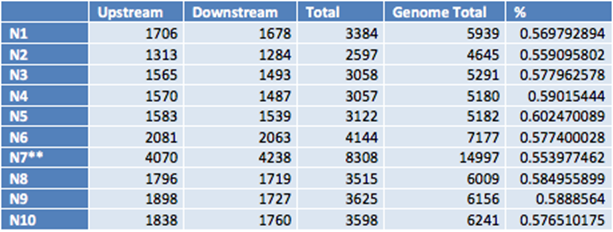 Upstream Downstream Total Genome Total %
N1 1706 1678 3384 5939 0.569792894
N2 1313 1284 2597 4645 0.559095802
N3 1565 1493 3058 5291 0.577962578
N4 1570 1487 3057 5180 0.59015444
N5 1583 1539 3122 5182 0.602470089
N6 2081 2063 4144 7177 0.577400028
N7** 4070 4238 8308 14997 0.553977462
N8 1796 1719 3515 6009 0.584955899
N9 1898 1727 3625 6156 0.5888564
N10 1838 1760 3598 6241 0.576510175